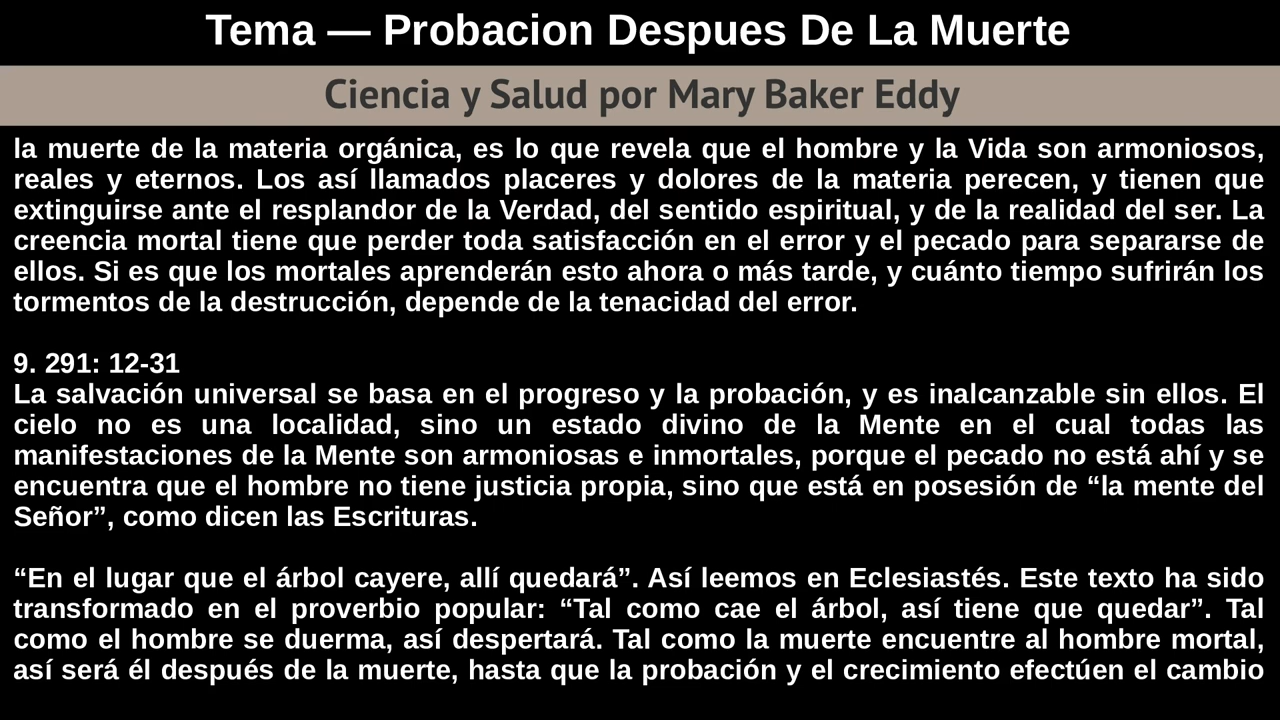 Tema — Probacion Despues De La Muerte
Ciencia y Salud por Mary Baker Eddy
la muerte de la materia orgánica, es lo que revela que el hombre y la Vida son armoniosos,
reales y eternos. Los así llamados placeres y dolores de la materia perecen, y tienen que
extinguirse ante el resplandor de la Verdad, del sentido espiritual, y de la realidad del ser. La
creencia mortal tiene que perder toda satisfacción en el error y el pecado para separarse de
ellos. Si es que los mortales aprenderán esto ahora o más tarde, y cuánto tiempo sufrirán los
tormentos de la destrucción, depende de la tenacidad del error.
9. 291: 12-31
La salvación universal se basa en el progreso y la probación, y es inalcanzable sin ellos. El
cielo no es una localidad, sino un estado divino de la Mente en el cual todas las
manifestaciones de la Mente son armoniosas e inmortales, porque el pecado no está ahí y se
encuentra que el hombre no tiene justicia propia, sino que está en posesión de “la mente del
Señor”, como dicen las Escrituras.
“En el lugar que el árbol cayere, allí quedará”. Así leemos en Eclesiastés. Este texto ha sido
transformado en el proverbio popular: “Tal como cae el árbol, así tiene que quedar”. Tal
como el hombre se duerma, así despertará. Tal como la muerte encuentre al hombre mortal,
así será él después de la muerte, hasta que la probación y el crecimiento efectúen el cambio